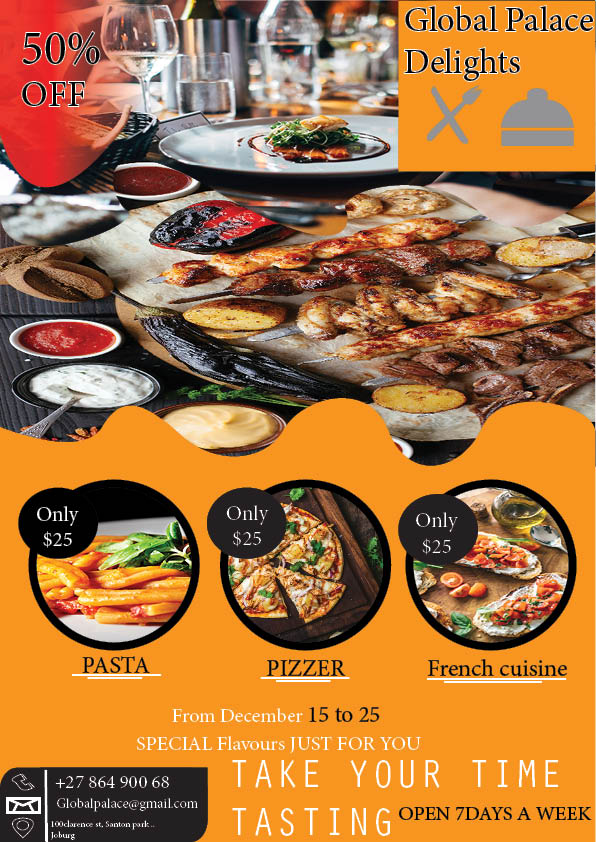 50%
OFF
Global Palace
Delights
Only
$25
Only
$25
Only
$25
PASTA
PIZZER
French cuisine
From December 15 to 25
SPECIAL Flavours JUST FOR YOU
TAKE YOUR TIME
TASTING
OPEN 7DAYS A WEEK
+27 864 900 68
Globalpalace@gmail.com
100clarence st, Santon park ..
Joburg